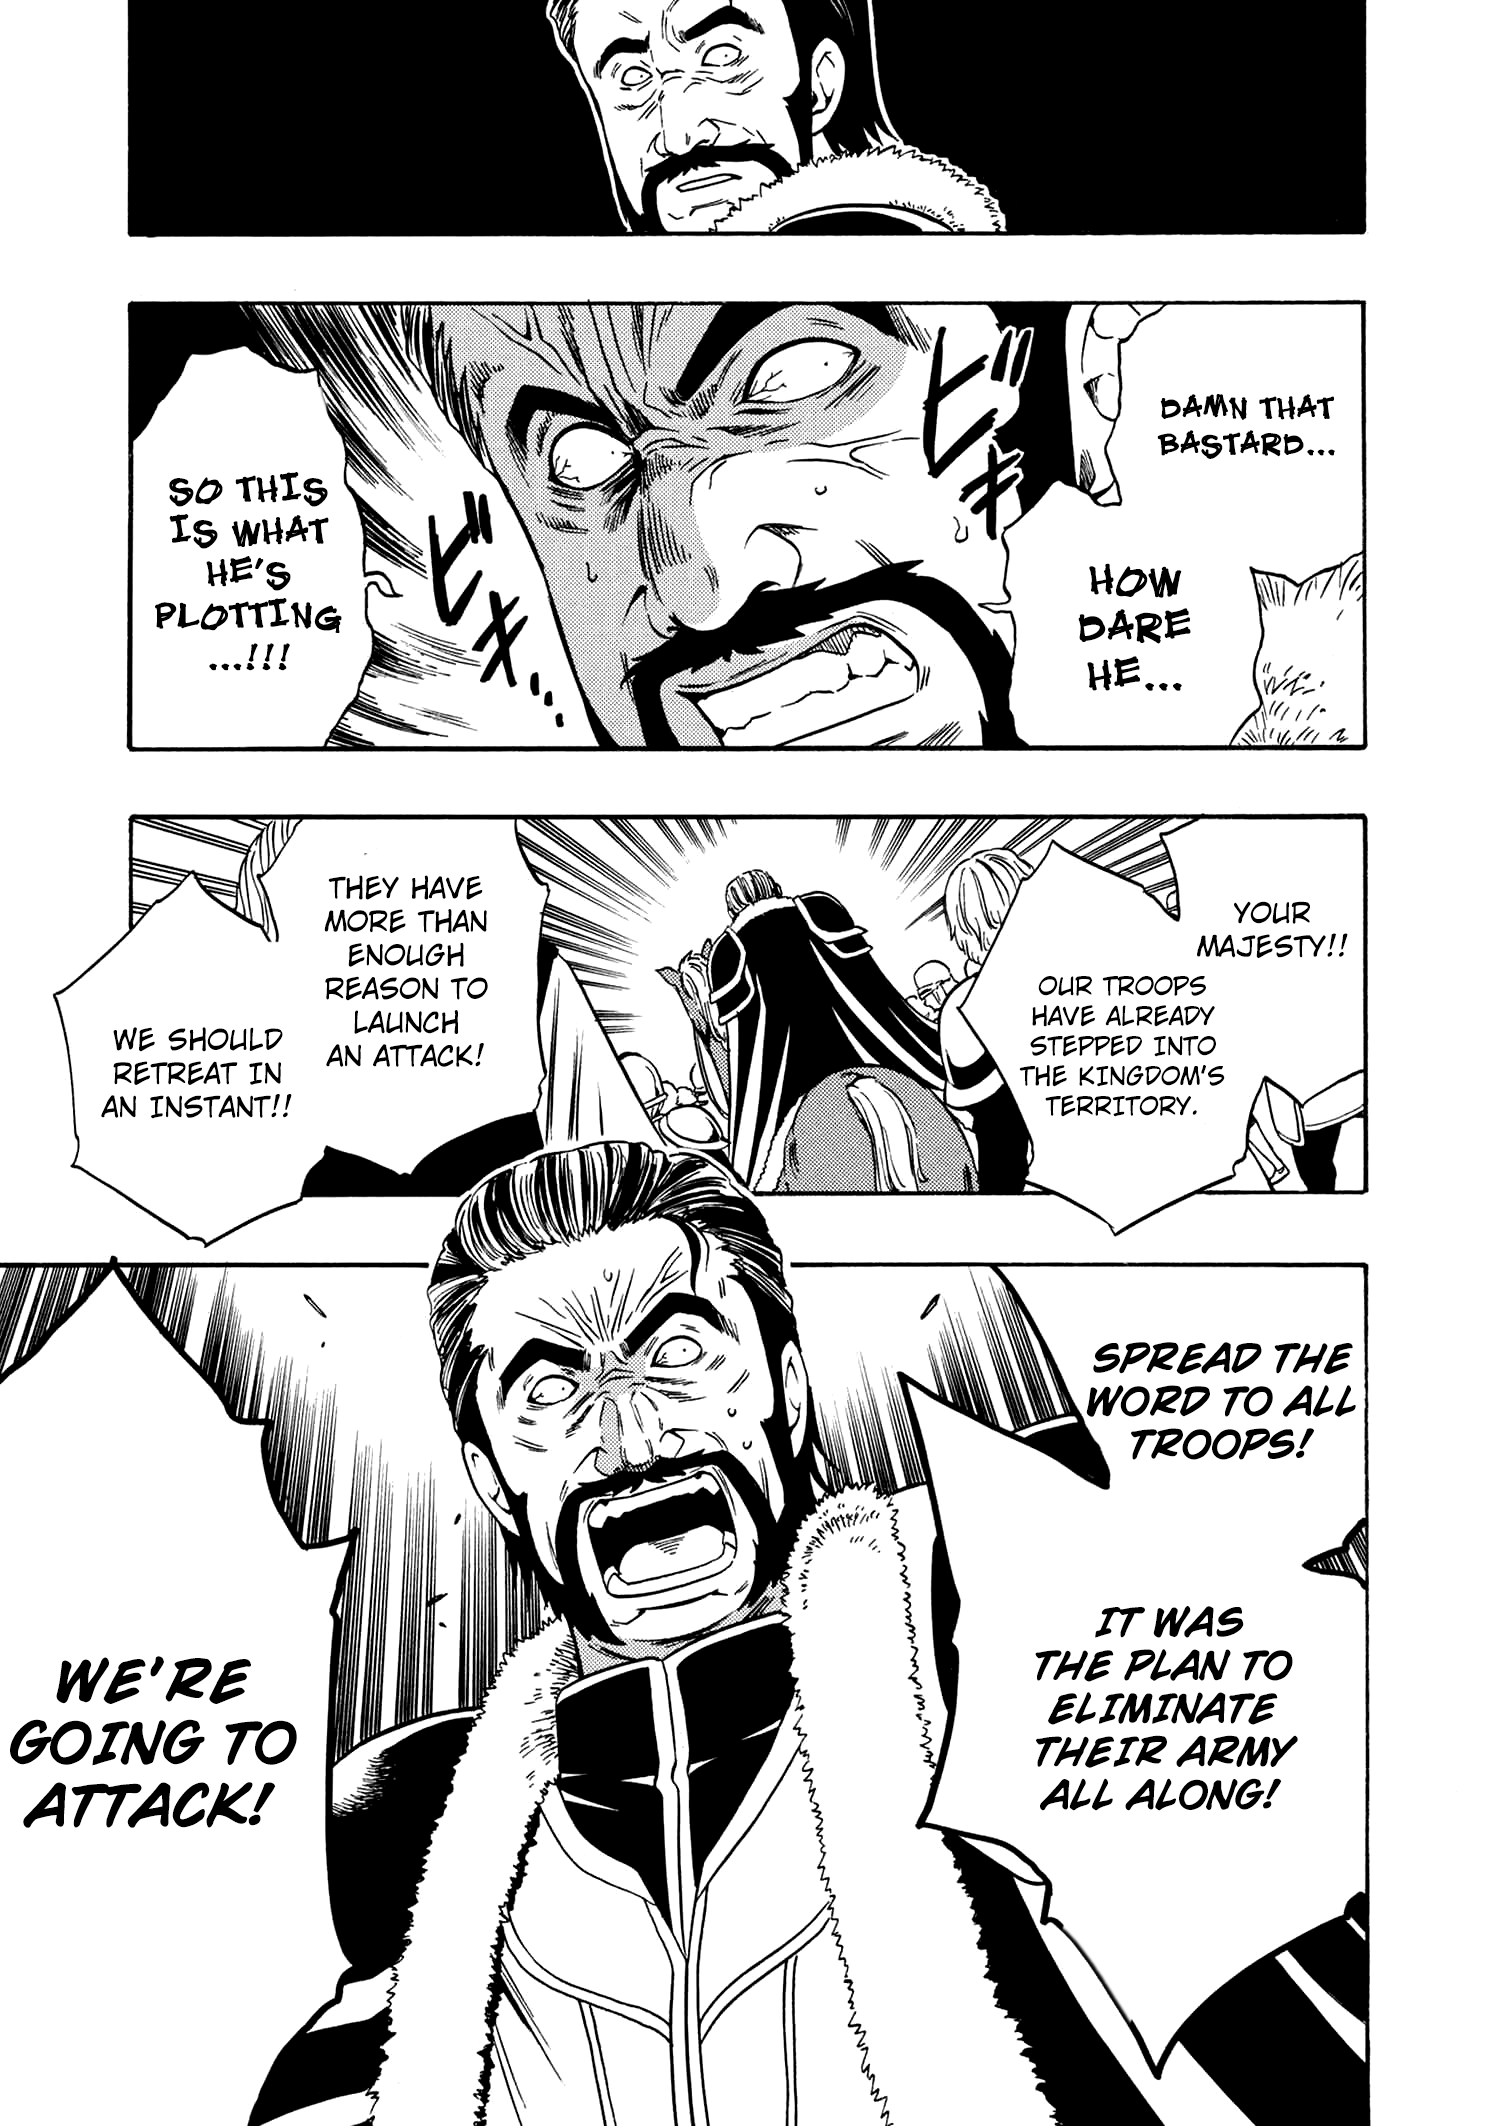 DAMN THAT
BASTARD...
HOW
DARE
HE...
ビキ
ビキ...
SO THIS
IS WHAT
HE'S
PLOTTING
...!!!
YOUR
MAJESTY!!
OUR TROOPS
HAVE ALREADY
STEPPED INTO
THE KINGDOM'S
TERRITORY.
THEY HAVE
MORE THAN
ENOUGH
REASON TO
LAUNCH
AN ATTACK!
WE SHOULD
RETREAT IN
AN INSTANT!!
SPREAD THE
WORD TO ALL
TROOPS!
IT WAS
THE PLAN TO
ELIMINATE
THEIR ARMY
ALL ALONG!
WE'RE
GOING TO
ATTACK!